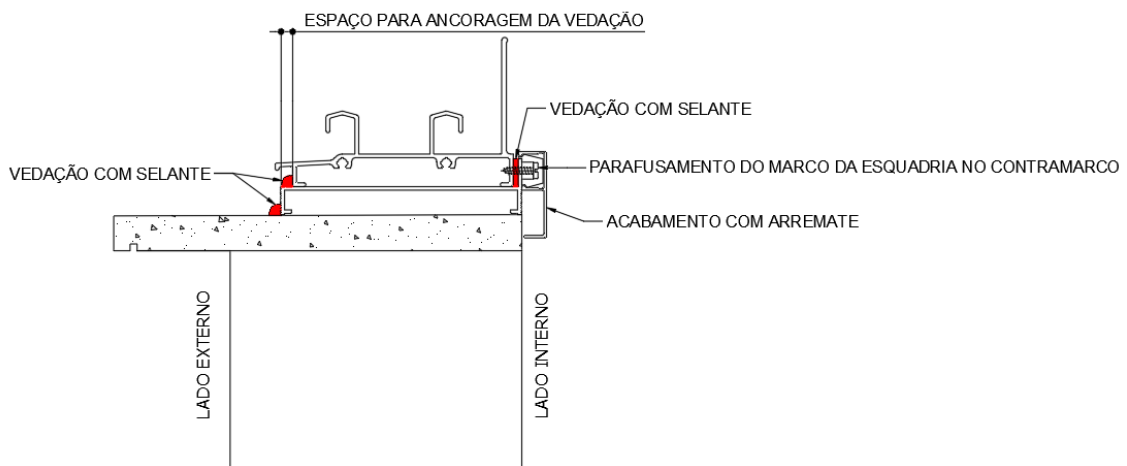 ESPAÇO PARA ANCORAGEM DA VEDAÇÃO
VEDAÇÃO COM SELANTE
PARAFUSAMENTO DO MARCO DA ESQUADRIA NO CONTRAMARCO
VEDAÇÃO COM SELANTE
ACABAMENTO COM ARREMATE
LADO EXTERNO
LADO INTERNO